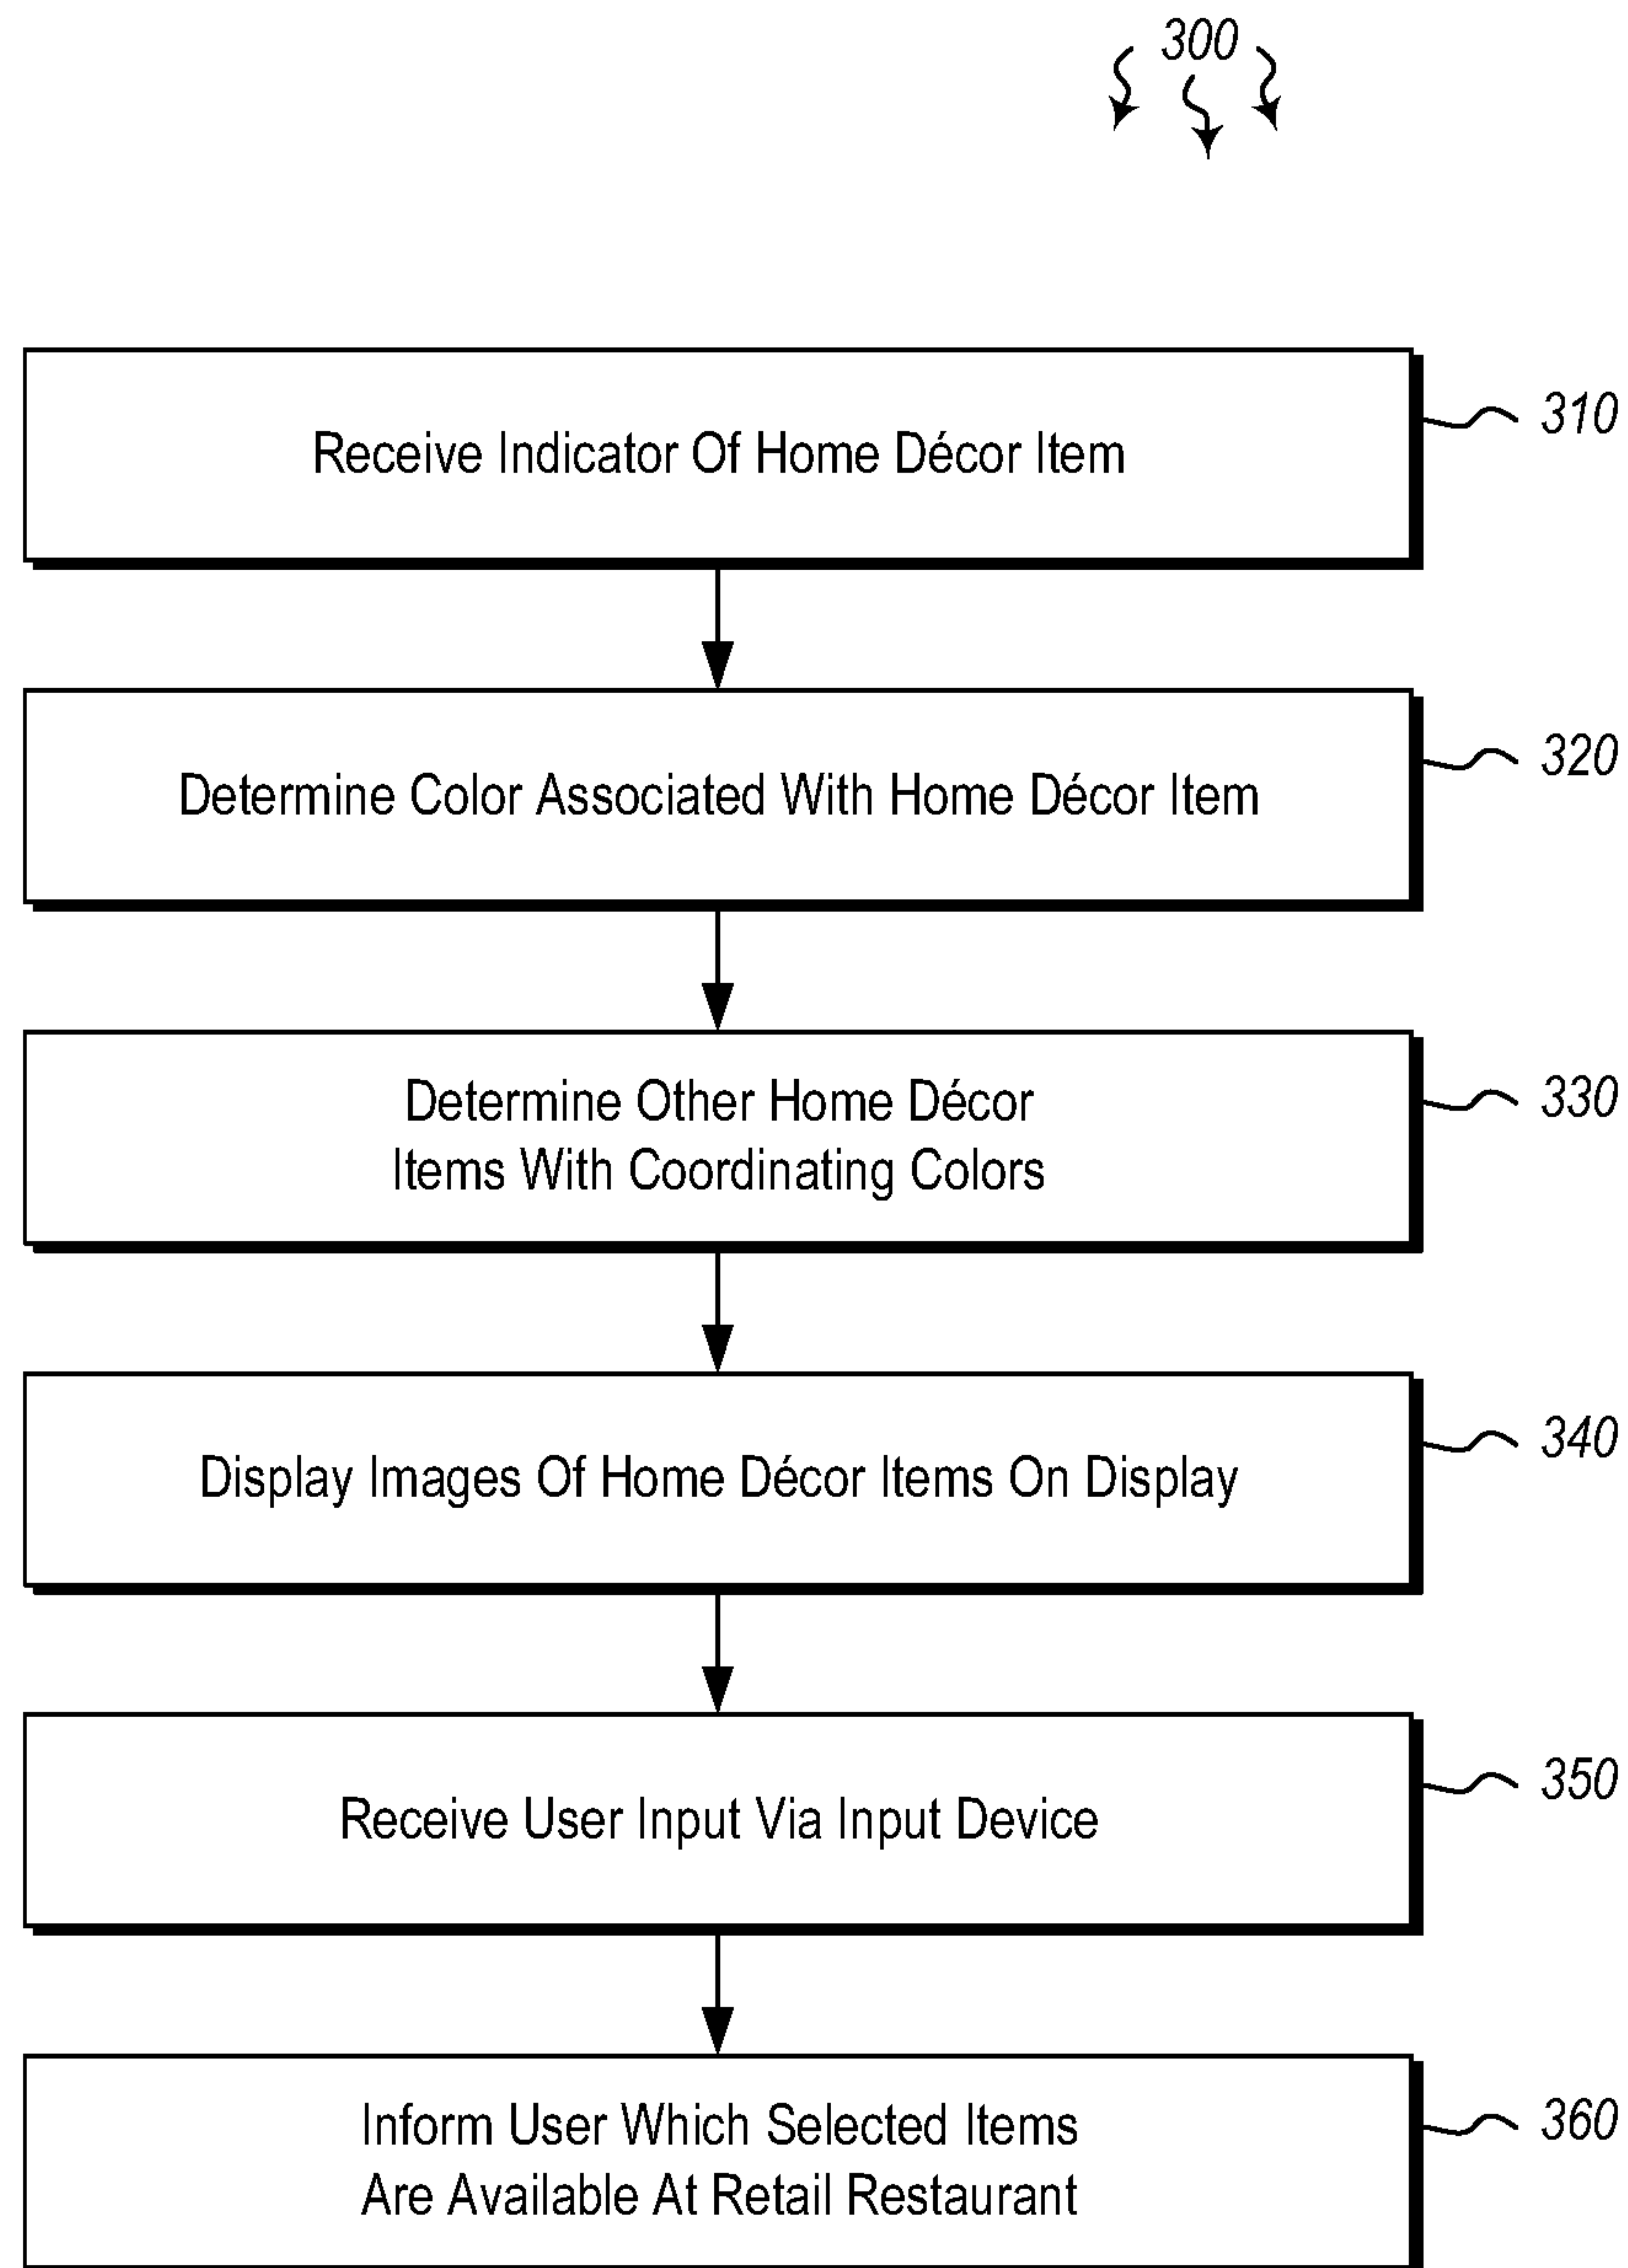 300
Receive Indicator Of Home Décor Item
310
Determine Color Associated With Home Décor Item
320
Determine Other Home Décor
Items With Coordinating Colors
330
Display Images Of Home Décor Items On Display
340
Receive User Input Via Input Device
350
Inform User Which Selected Items
Are Available At Retail Restaurant
360